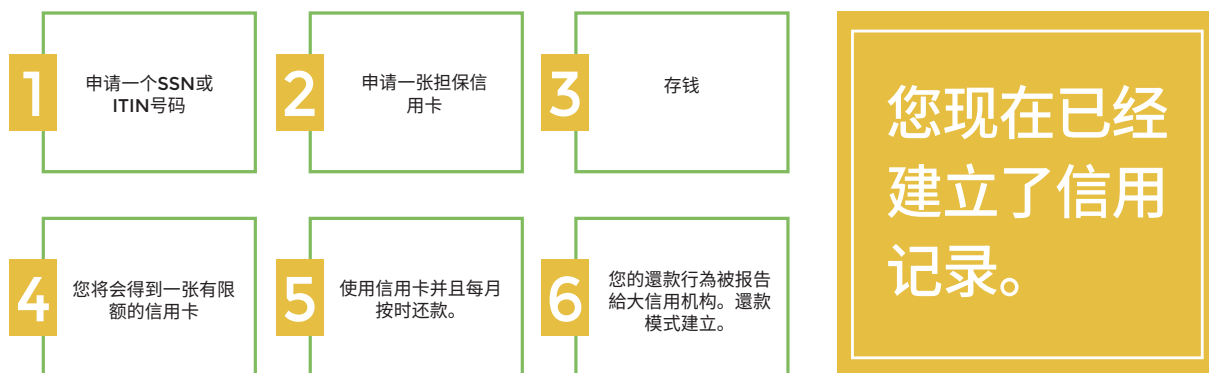 1
申请一个SSN或
ITIN号码
2
申请一张担保信
用卡
3
存钱
4
您将会得到一张有限
额的信用卡
5
使用信用卡并且每月
按时还款。
6
您的還款行為被报告
給大信用机构。還款
模式建立。
您现在已经
建立了信用
记录。